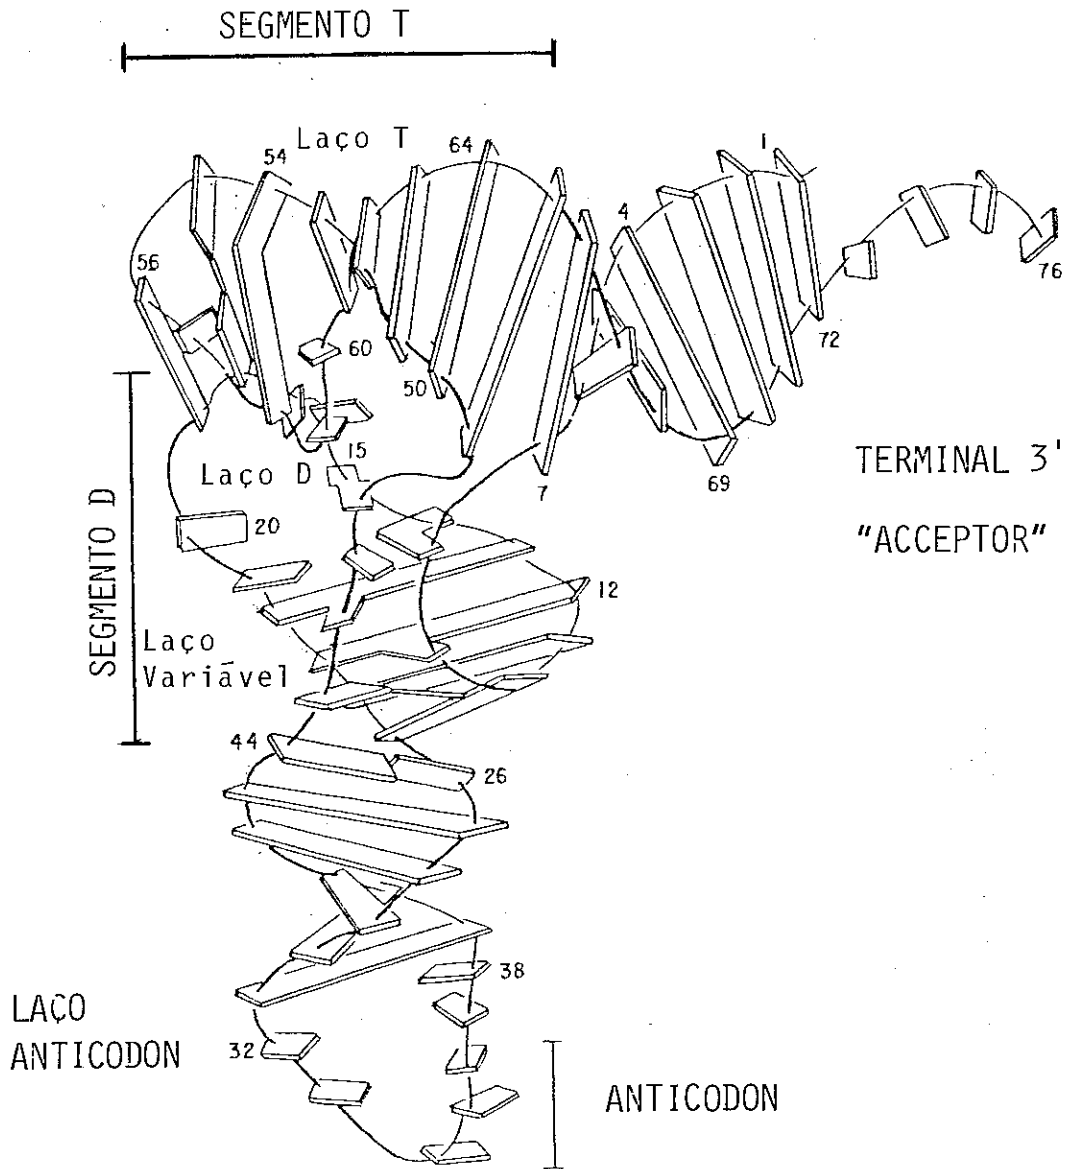 SEGMENTO T
Laço T
64
1
54
4
56
76
72
60
50
15
Laço D
7
69
TERMINAL 3'
"ACCEPTOR"
20
SEGMENTO D
12
Laço
Variável
44
26
38
LAÇO
ANTICODON
32
ANTICODON